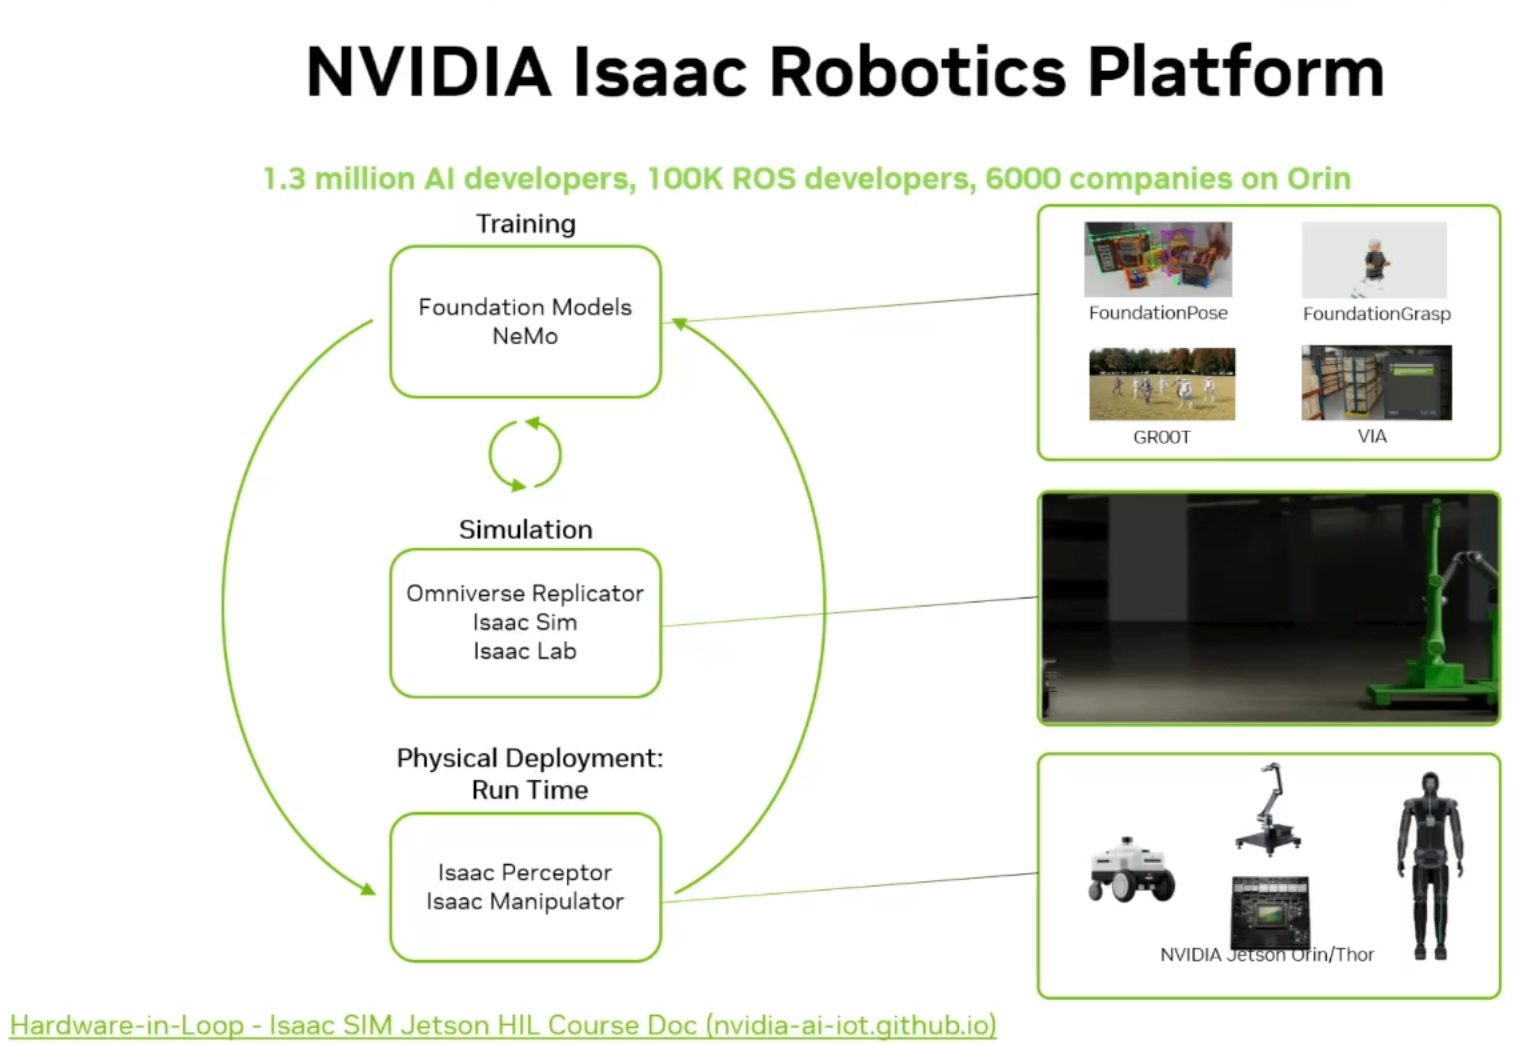 NVIDIA Isaac Robotics Platform
1.3 million AI developers, 100K ROS developers, 6000 companies on Orin
Training
Foundation Models
NeMo
Simulation
Omniverse Replicator
Isaac Sim
Isaac Lab
Physical Deployment:
Run Time
Isaac Perceptor
Isaac Manipulator
FoundationPose
FoundationGrasp
GR00T
VIA
NVIDIA Jetson Orin/Thor
Hardware-in-Loop - Isaac SIM Jetson HIL Course Doc (nvidia-ai-iot.github.io)